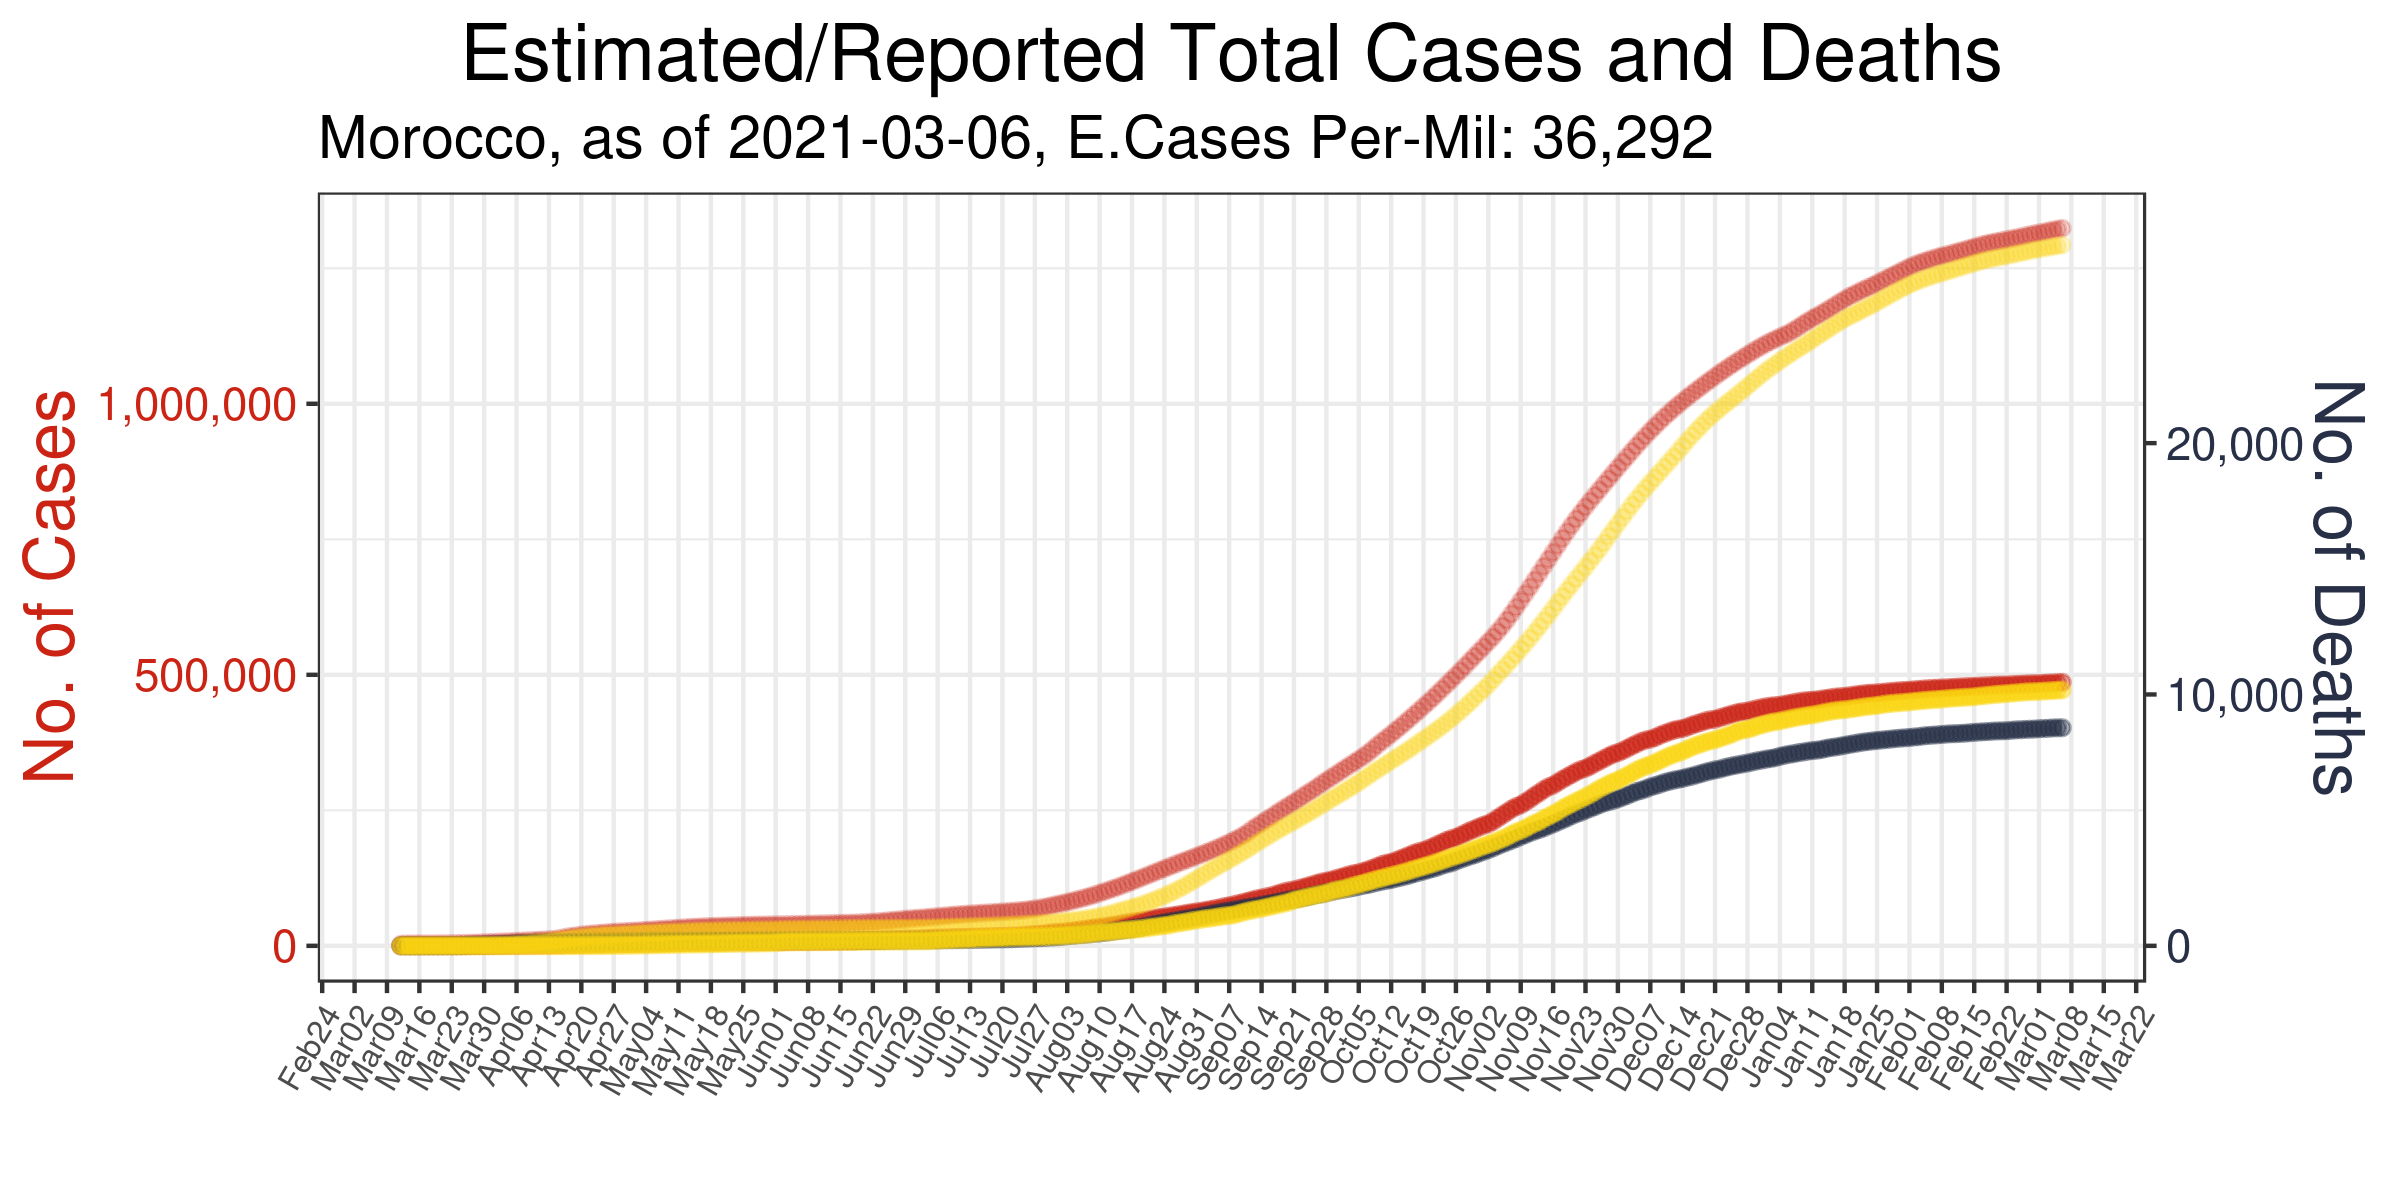 Estimated/Reported Total Cases and Deaths
Morocco, as of 2021-03-06, E.Cases Per-Mil: 36,292
No. of Cases
1,000,000
500,000
0
20,000
10,000
0
No. of Deaths
Feb24
Mar02
Mar09
Mar16
Mar23
Mar30
Apr06
Apr13
Apr20
Apr27
May04
May11
May18
May25
Jun01
Jun08
Jun15
Jun22
Jun29
Jul06
Jul13
Jul20
Jul27
Aug03
Aug10
Aug17
Aug24
Aug31
Sep07
Sep14
Sep21
Sep28
Oct05
Oct12
Oct19
Oct26
Nov02
Nov09
Nov16
Nov23
Nov30
Dec07
Dec14
Dec21
Dec28
Jan04
Jan11
Jan18
Jan25
Feb01
Feb08
Feb15
Feb22
Mar01
Mar08
Mar15
Mar22